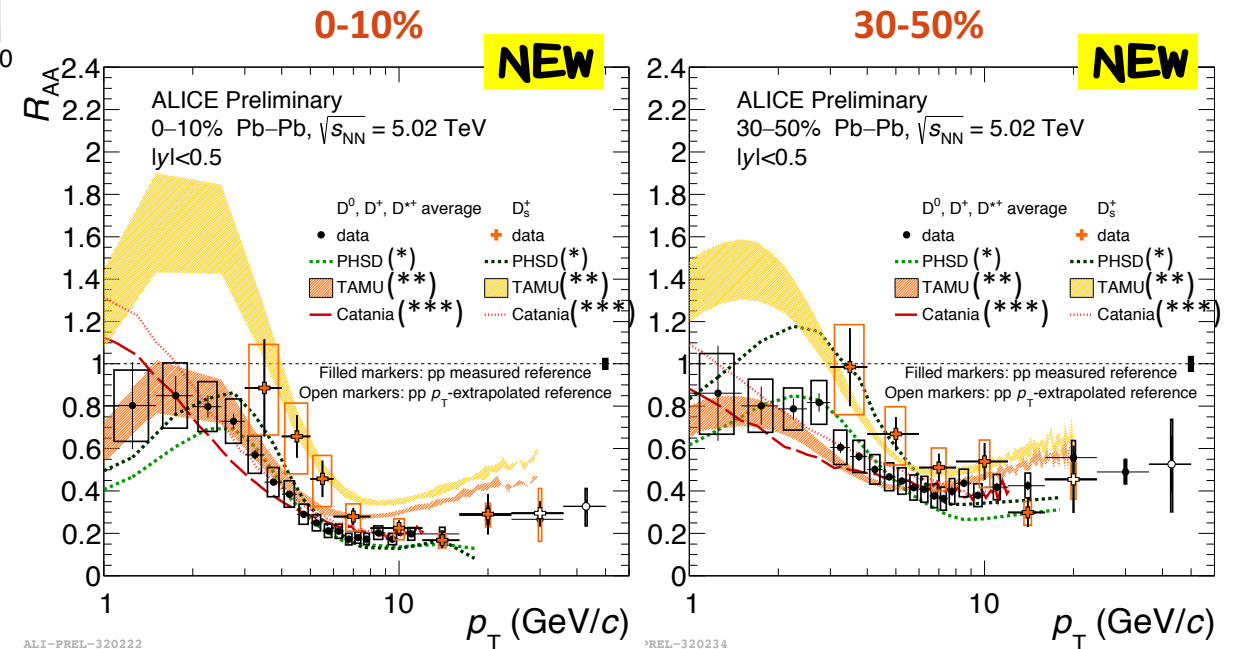 0-10%
30-50%
NEW
NEW
0
R_AA
2.4
2.2
2
1.8
1.6
1.4
1.2
1
0.8
0.6
0.4
0.2
0
ALICE Preliminary
0–10% Pb–Pb, √s_NN = 5.02 TeV
|y|<0.5
D⁰, D⁺, D*⁺ average D_s⁺
data data
PHSD (*) PHSD (*)
TAMU (**) TAMU (**)
Catania (***) Catania (***)
Filled markers: pp measured reference
Open markers: pp p_T-extrapolated reference
1 10
p_T (GeV/c)
ALI-PREL-320222
2.4
2.2
2
1.8
1.6
1.4
1.2
1
0.8
0.6
0.4
0.2
0
ALICE Preliminary
30–50% Pb–Pb, √s_NN = 5.02 TeV
|y|<0.5
D⁰, D⁺, D*⁺ average D_s⁺
data data
PHSD (*) PHSD (*)
TAMU (**) TAMU (**)
Catania (***) Catania (***)
Filled markers: pp measured reference
Open markers: pp p_T-extrapolated reference
1 10
p_T (GeV/c)
PREL-320234